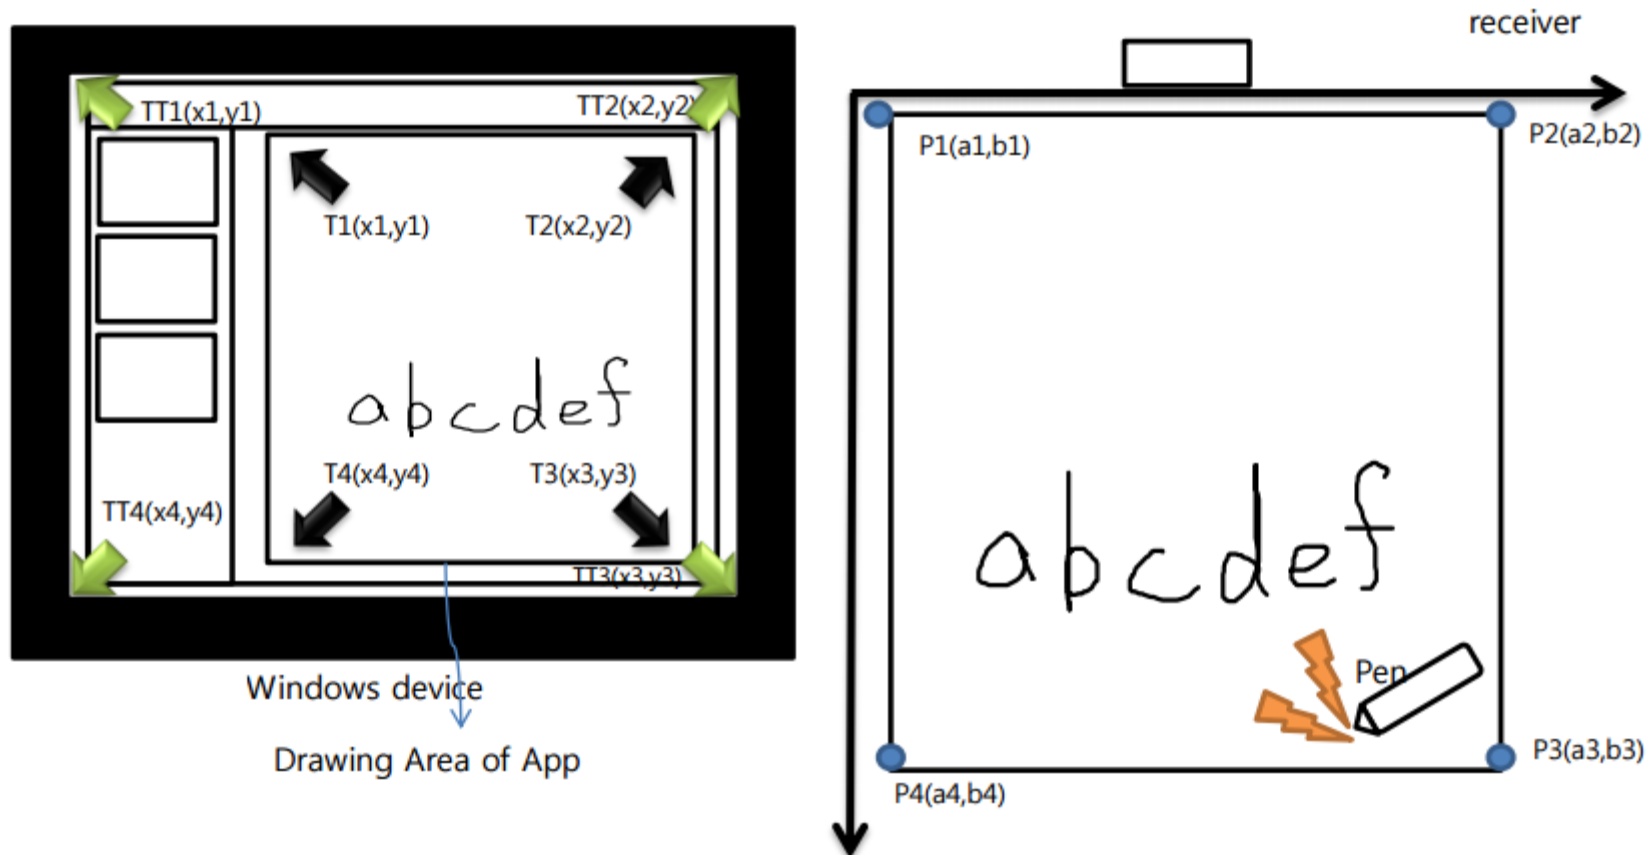 receiver
TT1(x1,y1)
TT2(x2,y2)
P1(a1,b1)
P2(a2,b2)
T1(x1,y1)
T2(x2,y2)
abcdef
T4(x4,y4)
T3(x3,y3)
TT4(x4,y4)
TT3(x3,y3)
abcdef
Pen
Windows device
Drawing Area of App
P3(a3,b3)
P4(a4,b4)